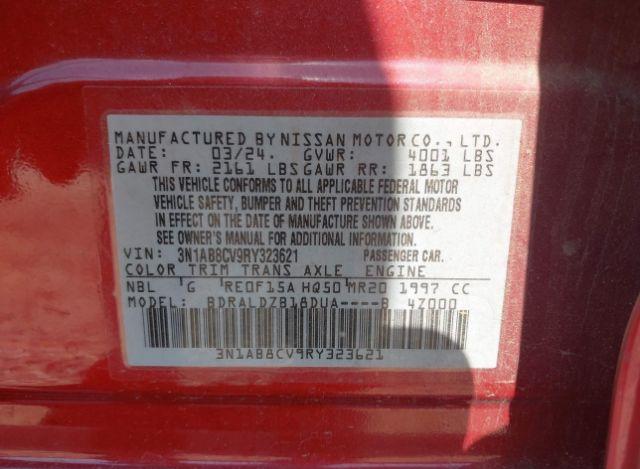 MANUFACTURED BY NISSAN MOTOR CO., LTD.
DATE: 03/24. GVWR: 4001 LBS
GAWR FR: 2161 LBS GAWR RR: 1863 LBS
THIS VEHICLE CONFORMS TO ALL APPLICABLE FEDERAL MOTOR
VEHICLE SAFETY, BUMPER AND THEFT PREVENTION STANDARDS
IN EFFECT ON THE DATE OF MANUFACTURE SHOWN ABOVE.
SEE OWNER'S MANUAL FOR ADDITIONAL INFORMATION.
VIN: 3N1AB8CV9RY323621 PASSENGER CAR.
COLOR TRIM TRANS AXLE ENGINE
NBL G RE0F15A HQ50 MR20 1997 CC
MODEL: BDRALDZB18DUA----B 4Z000
3N1AB8CV9RY323621